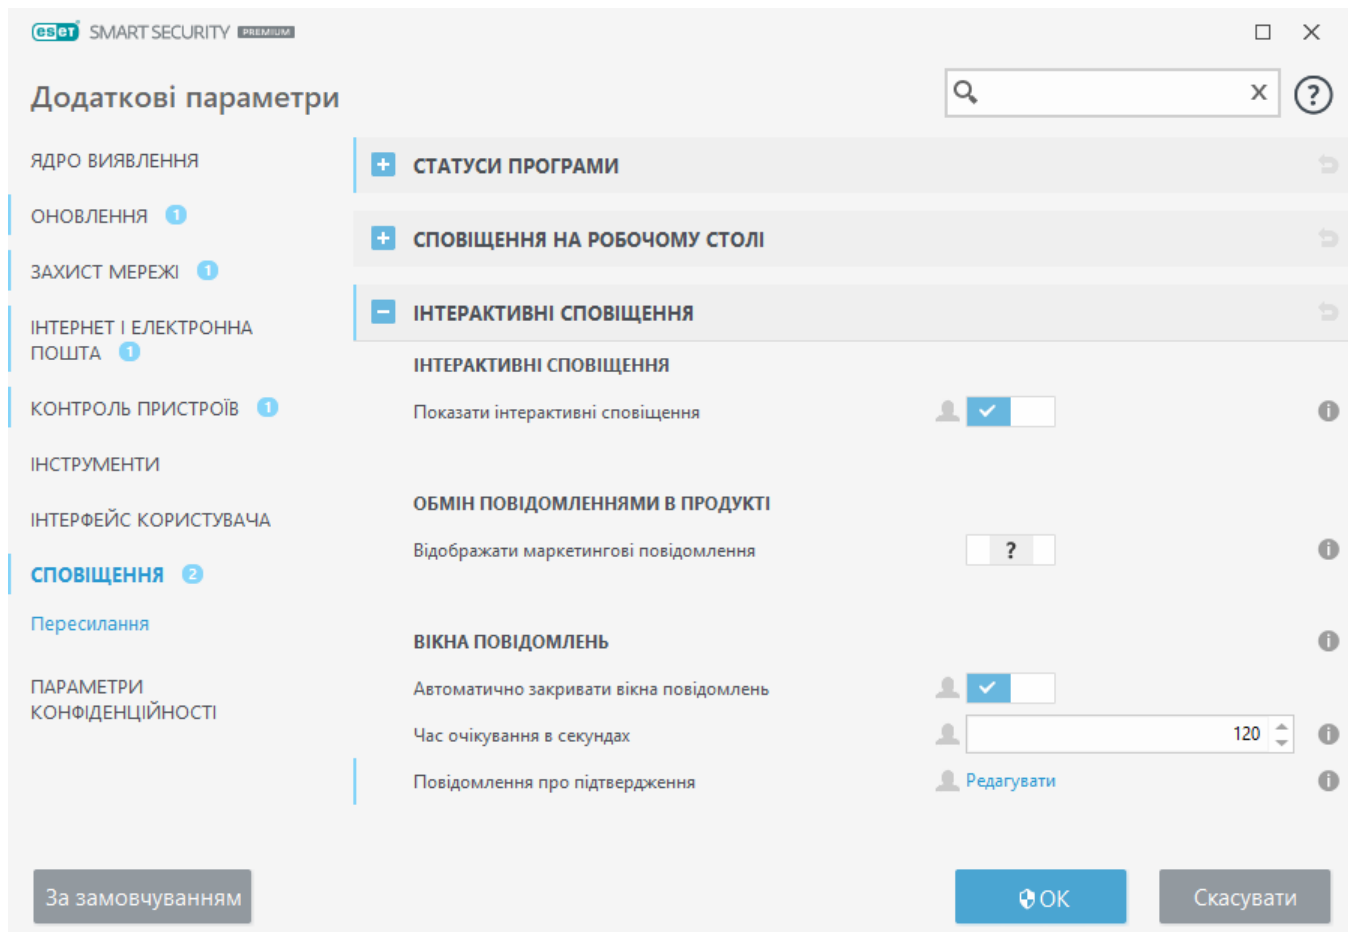 eseт SMART SECURITY PREMIUM
Додаткові параметри
X
?
ЯДРО ВИЯВЛЕННЯ
ОНОВЛЕННЯ 1
ЗАХИСТ МЕРЕЖІ 1
ІНТЕРНЕТ І ЕЛЕКТРОННА
ПОШТА 1
КОНТРОЛЬ ПРИСТРОЇВ 1
ІНСТРУМЕНТИ
ІНТЕРФЕЙС КОРИСТУВАЧА
СПОВІЩЕННЯ 2
Пересилання
ПАРАМЕТРИ
КОНФІДЕНЦІЙНОСТІ
СТАТУСИ ПРОГРАМИ
СПОВІЩЕННЯ НА РОБОЧОМУ СТОЛІ
ІНТЕРАКТИВНІ СПОВІЩЕННЯ
ІНТЕРАКТИВНІ СПОВІЩЕННЯ
Показати інтерактивні сповіщення
ОБМІН ПОВІДОМЛЕННЯМИ В ПРОДУКТІ
Відображати маркетингові повідомлення ?
ВІКНА ПОВІДОМЛЕНЬ
Автоматично закривати вікна повідомлень
Час очікування в секундах 120
Повідомлення про підтвердження Редагувати
За замовчуванням OK Скасувати